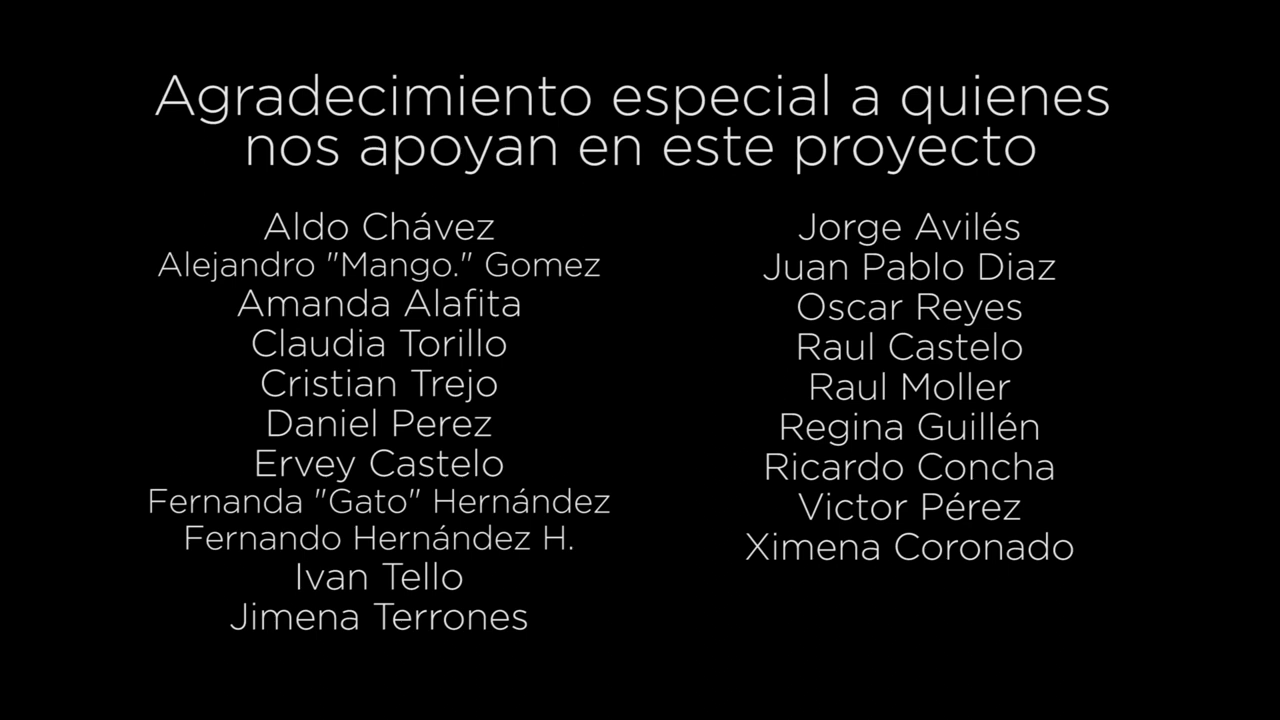 Agradecimiento especial a quienes
nos apoyan en este proyecto
Aldo Chávez
Alejandro "Mango." Gomez
Amanda Alafita
Claudia Torillo
Cristian Trejo
Daniel Perez
Ervey Castelo
Fernanda "Gato" Hernández
Fernando Hernández H.
Ivan Tello
Jimena Terrones
Jorge Avilés
Juan Pablo Diaz
Oscar Reyes
Raul Castelo
Raul Moller
Regina Guillén
Ricardo Concha
Victor Pérez
Ximena Coronado